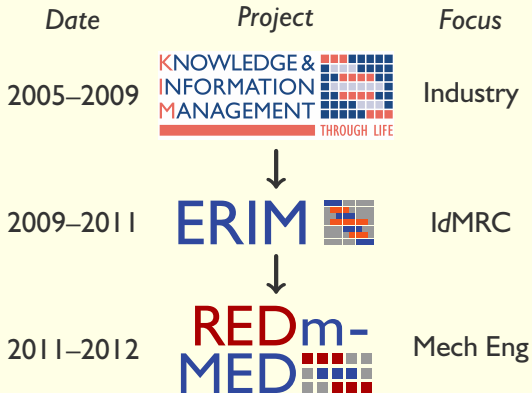 Date Project Focus
KNOWLEDGE &
INFORMATION
MANAGEMENT
THROUGH LIFE
2005–2009 Industry
2009–2011 ERIM IdMRC
REDm-
MED
2011–2012 Mech Eng